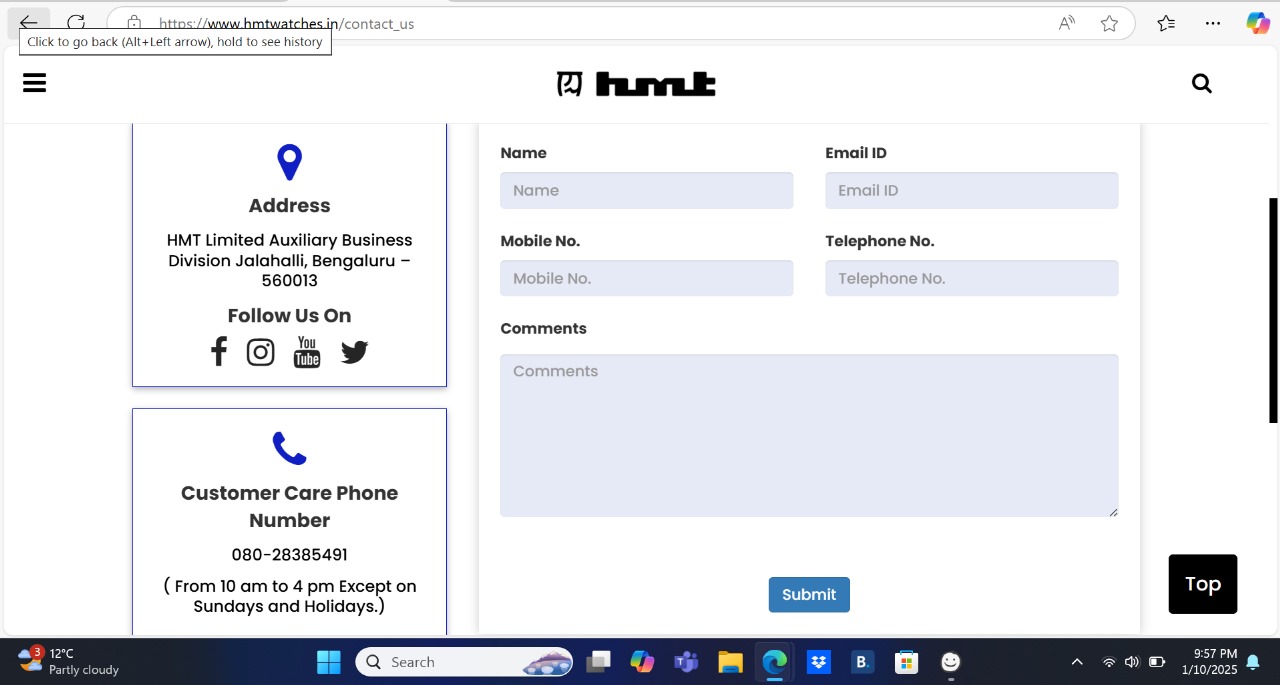 https://www.hmtwatches.in/contact_us
Click to go back (Alt+Left arrow), hold to see history
hmt
Address
HMT Limited Auxiliary Business
Division Jalahalli, Bengaluru –
560013
Follow Us On
You
Tube
Customer Care Phone
Number
080-28385491
( From 10 am to 4 pm Except on
Sundays and Holidays.)
Name
Email ID
Name
Email ID
Mobile No.
Telephone No.
Mobile No.
Telephone No.
Comments
Comments
Submit
Top
3
12°C
Partly cloudy
Search
B.
9:57 PM
1/10/2025